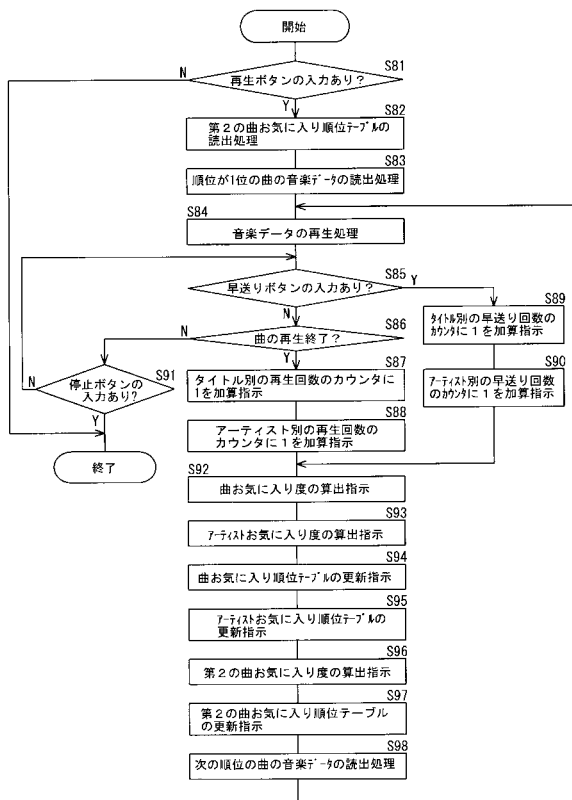 開始
S81
N
再生ボタンの入力あり？
Y
S82
第２の曲お気に入り順位テーブルの
読出処理
S83
順位が1位の曲の音楽データの読出処理
S84
音楽データの再生処理
S85
早送りボタンの入力あり？
Y
N
S89
タイトル別の早送り回数の
カウンタに１を加算指示
S86
N
曲の再生終了？
Y
S90
アーティスト別の早送り回数
のカウンタに１を加算指示
S91
N
停止ボタンの
入力あり？
Y
S87
タイトル別の再生回数のカウンタに
1を加算指示
S88
アーティスト別の再生回数の
カウンタに１を加算指示
終了
S92
曲お気に入り度の算出指示
S93
アーティストお気に入り度の算出指示
S94
曲お気に入り順位テーブルの更新指示
S95
アーティストお気に入り順位テーブルの
更新指示
S96
第２の曲お気に入り度の算出指示
S97
第２の曲お気に入り順位テーブル
の更新指示
S98
次の順位の曲の音楽データの読出処理